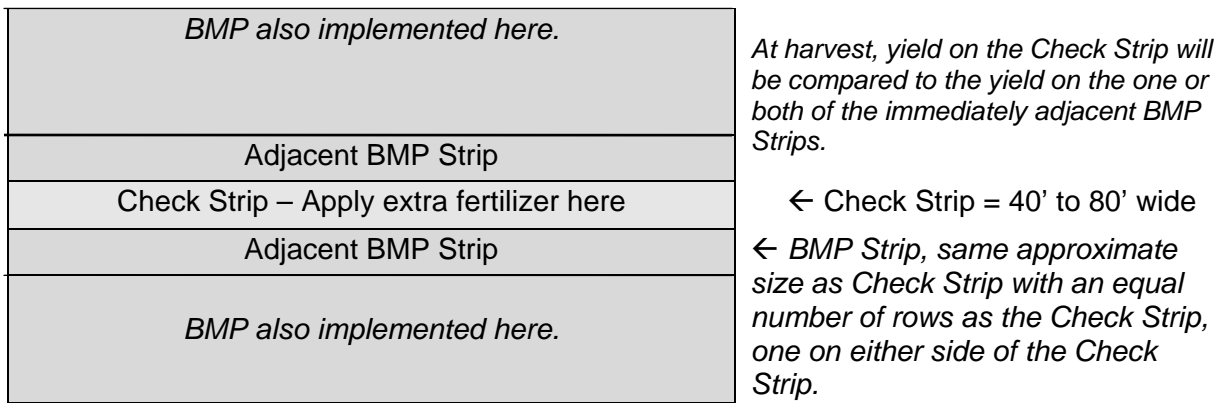 BMP also implemented here.
At harvest, yield on the Check Strip will
be compared to the yield on the one or
both of the immediately adjacent BMP
Strips.
Adjacent BMP Strip
Check Strip – Apply extra fertilizer here
← Check Strip = 40’ to 80’ wide
Adjacent BMP Strip
← BMP Strip, same approximate
size as Check Strip with an equal
number of rows as the Check Strip,
one on either side of the Check
Strip.
BMP also implemented here.